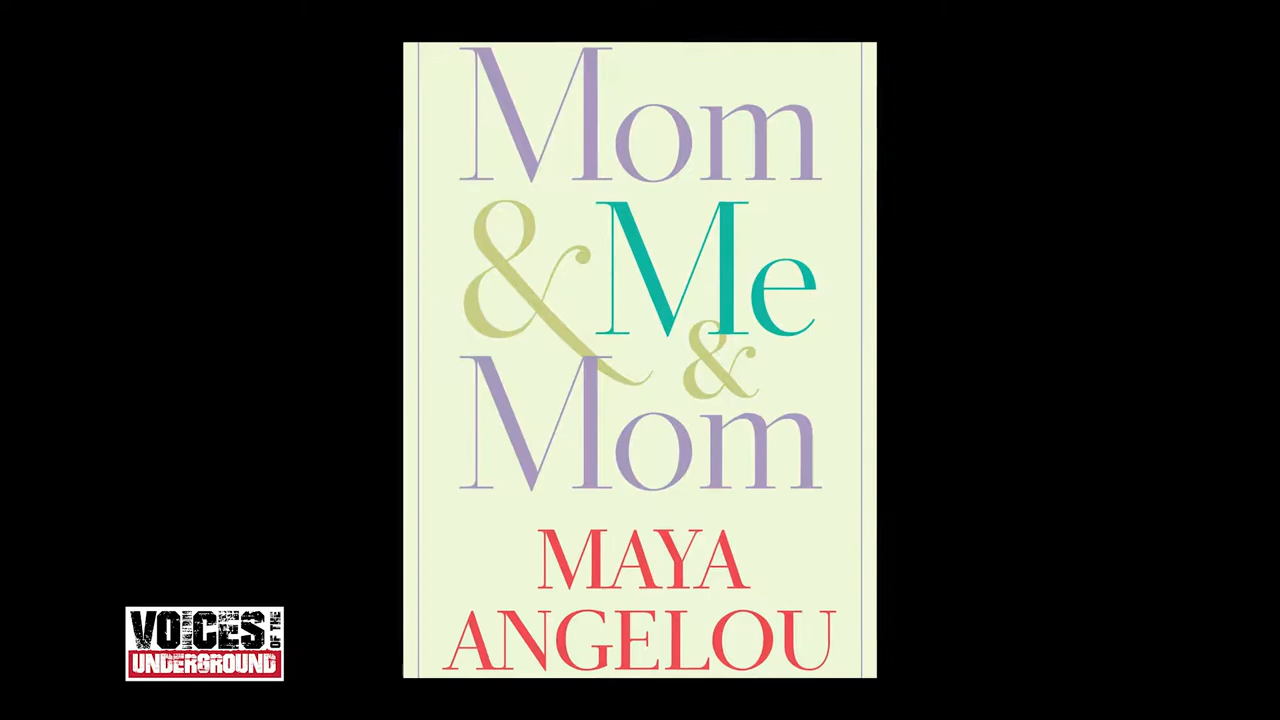 Mom
& Me
&
Mom
MAYA
ANGELOU
VOICES OF THE
UNDERGROUND